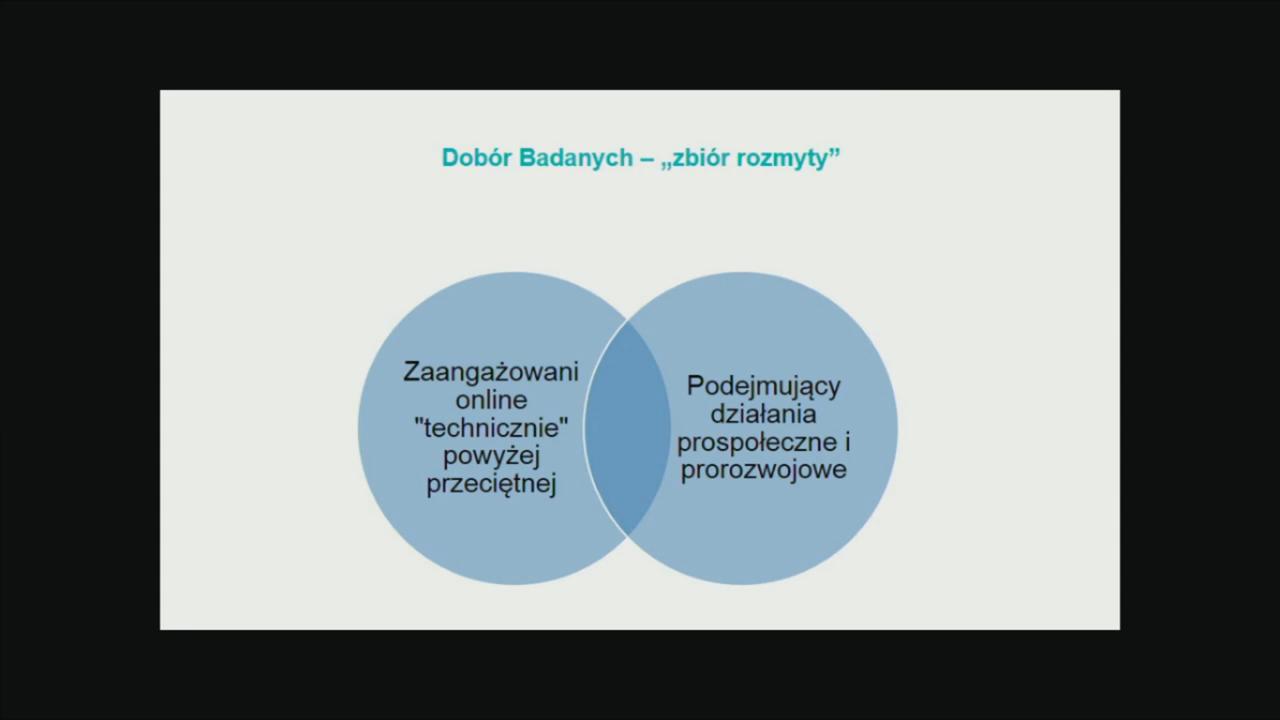 Dobór Badanych – „zbiór rozmyty”
Zaangażowani
online
"technicznie"
powyżej
przeciętnej
Podejmujący
działania
prospołeczne i
prorozwojowe